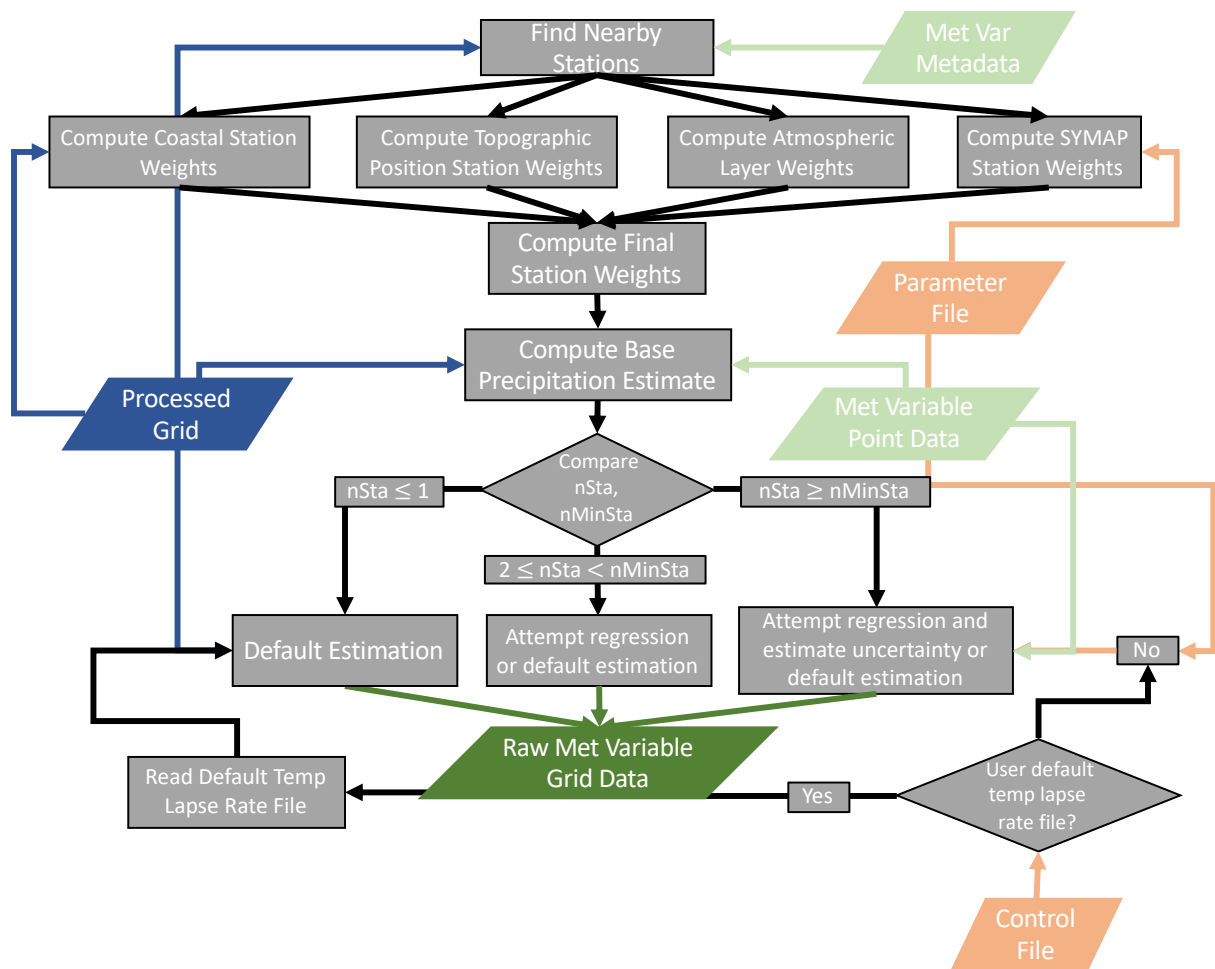 Find Nearby
Stations
Met Var
Metadata
Compute Coastal Station
Weights
Compute Topographic
Position Station Weights
Compute Atmospheric
Layer Weights
Compute SYMAP
Station Weights
Compute Final
Station Weights
Parameter
File
Compute Base
Precipitation Estimate
Processed
Grid
Met Variable
Point Data
Compare
nSta,
nMinSta
nSta ≤ 1
nSta ≥ nMinSta
2 ≤ nSta < nMinSta
Default Estimation
Attempt regression
or default estimation
Attempt regression and
estimate uncertainty or
default estimation
No
Raw Met Variable
Grid Data
Read Default Temp
Lapse Rate File
Yes
User default
temp lapse
rate file?
Control
File